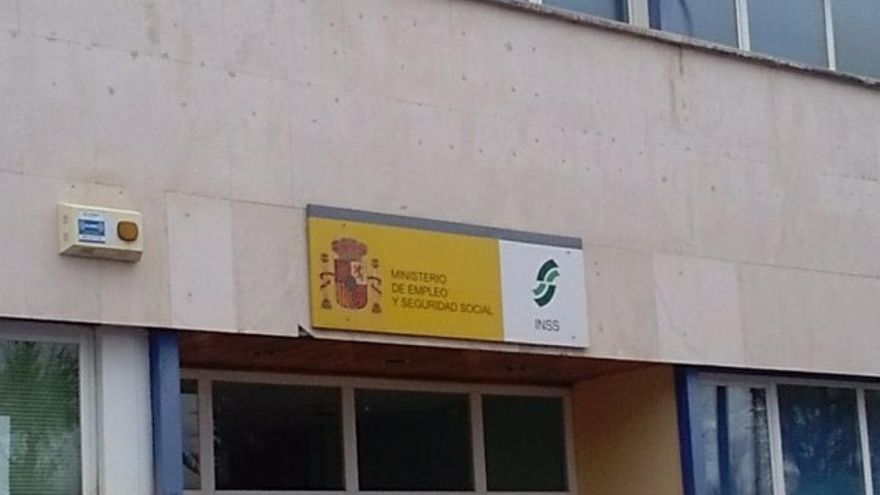 MINISTERIO
DE EMPLEO
Y SEGURIDAD SOCIAL
INSS